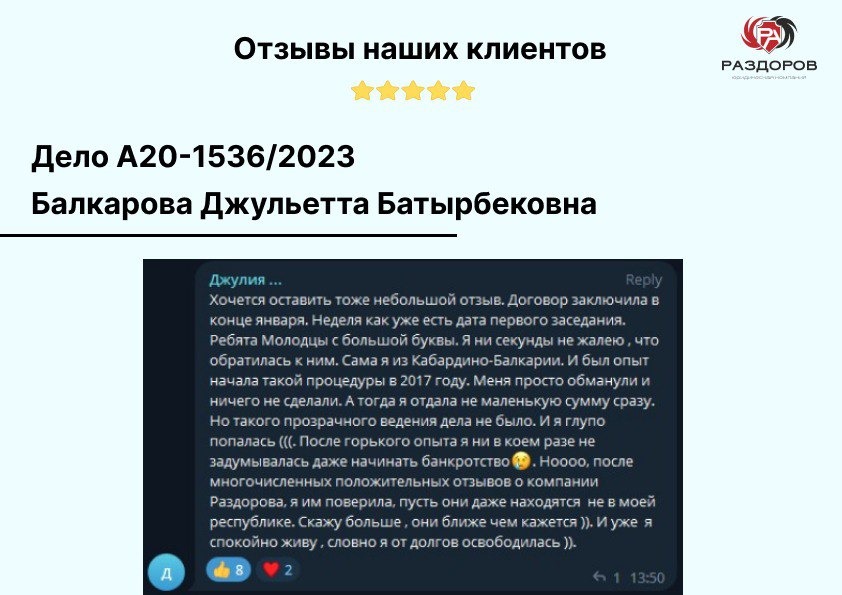 Отзывы наших клиентов
РАЗДОРОВ
Дело А20-1536/2023
Балкарова Джульетта Батырбековна
Джулия ...
Reply
Хочется оставить тоже небольшой отзыв. Договор заключила в
конце января. Неделя как уже есть дата первого заседания.
Ребята Молодцы с большой буквы. Я ни секунды не жалею , что
обратилась к ним. Сама я из Кабардино-Балкарии. И был опыт
начала такой процедуры в 2017 году. Меня просто обманули и
ничего не сделали. А тогда я отдала не маленькую сумму сразу.
Но такого прозрачного ведения дела не было. И я глупо
попалась (((. После горького опыта я ни в коем разе не
задумывалась даже начинать банкротство😢. Ноооо, после
многочисленных положительных отзывов о компании
Раздорова, я им поверила, пусть они даже находятся не в моей
республике. Скажу больше , они ближе чем кажется )). И уже я
спокойно живу , словно я от долгов освободилась )).
Д
👍 8 ❤️ 2
1 13:50